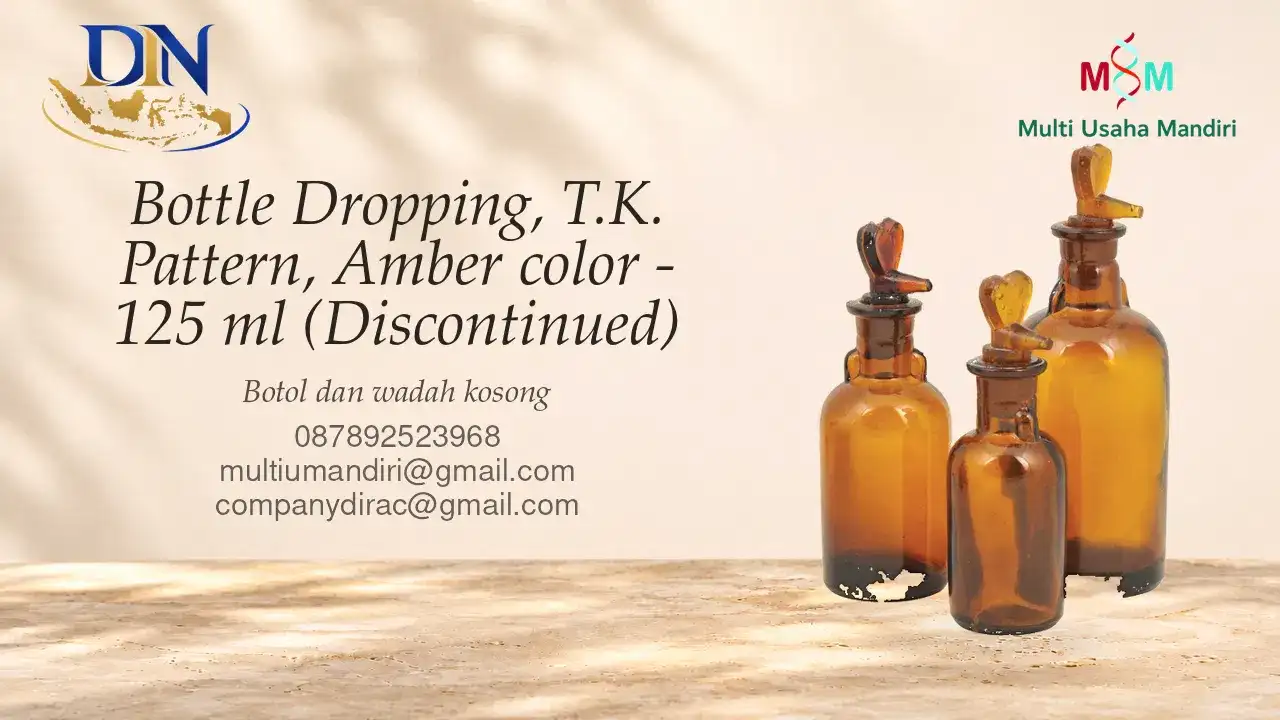 DIN
M M
Multi Usaha Mandiri
Bottle Dropping, T.K.
Pattern, Amber color -
125 ml (Discontinued)
Botol dan wadah kosong
087892523968
multiumandiri@gmail.com
companydirac@gmail.com